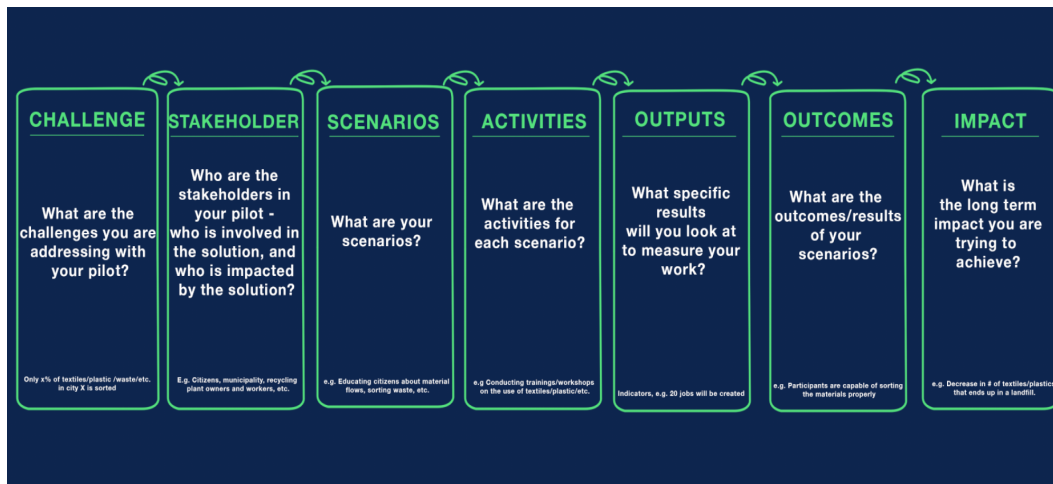 CHALLENGE
What are the
challenges you are
addressing with
your pilot?
Only x% of textiles/plastic /waste/etc.
in city X is sorted
STAKEHOLDER
Who are the
stakeholders in
your pilot -
who is involved in
the solution, and
who is impacted
by the solution?
E.g. Citizens, municipality, recycling
plant owners and workers, etc.
SCENARIOS
What are your
scenarios?
e.g. Educating citizens about material
flows, sorting waste, etc.
ACTIVITIES
What are the
activities for
each scenario?
e.g Conducting trainings/workshops
on the use of textiles/plastic/etc.
OUTPUTS
What specific
results
will you look at
to measure your
work?
Indicators, e.g. 20 jobs will be created
OUTCOMES
What are the
outcomes/results
of your
scenarios?
e.g. Participants are capable of sorting
the materials properly
IMPACT
What is
the long term
impact you are
trying to
achieve?
e.g. Decrease in # of textiles/plastics
that ends up in a landfill.